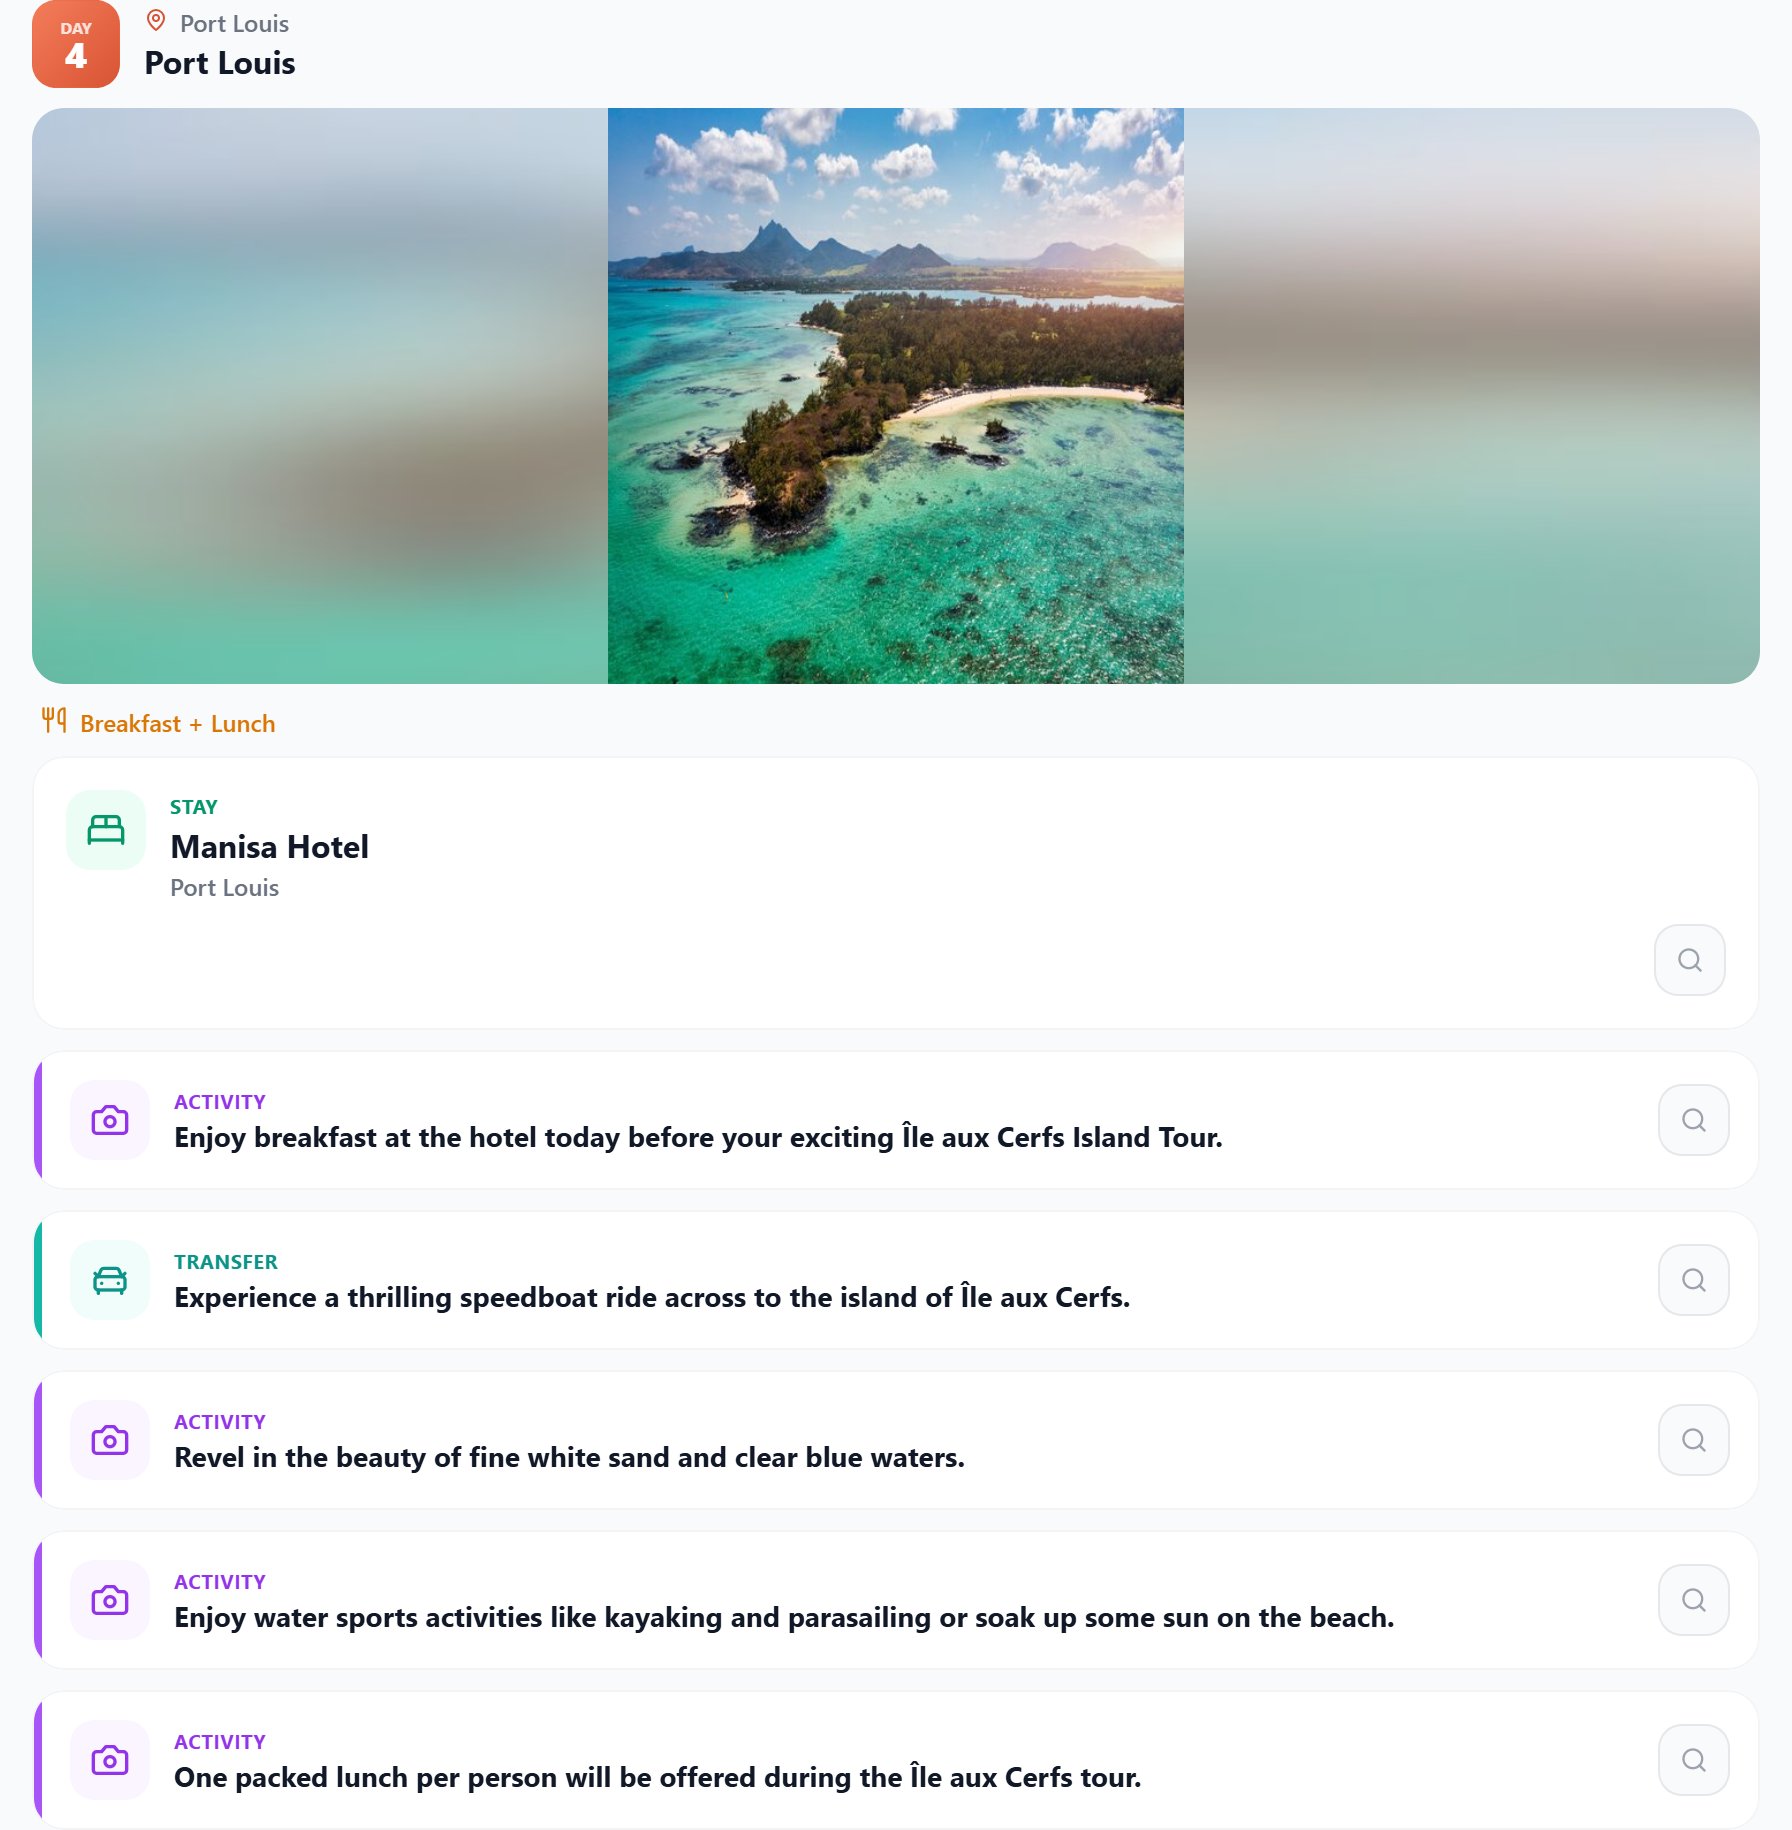 DAY
4
Port Louis
Port Louis
Breakfast + Lunch
STAY
Manisa Hotel
Port Louis
ACTIVITY
Enjoy breakfast at the hotel today before your exciting Île aux Cerfs Island Tour.
TRANSFER
Experience a thrilling speedboat ride across to the island of Île aux Cerfs.
ACTIVITY
Revel in the beauty of fine white sand and clear blue waters.
ACTIVITY
Enjoy water sports activities like kayaking and parasailing or soak up some sun on the beach.
ACTIVITY
One packed lunch per person will be offered during the Île aux Cerfs tour.